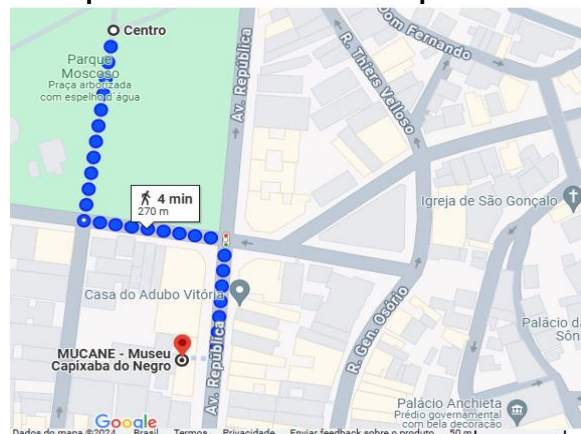 Centro
Parque
Moscoso
Praça arborizada
com espelho d'água
Av. República
R. Thiers Velloso
Dom Fernando
4 min
270 m
Igreja de São Gonçalo
Casa do Adubo Vitória
MUCANE - Museu
Capixaba do Negro
Av. República
R. Gen. Osório
Palácio da
Palácio Anchieta
Prédio governamental
com bela decoração
Google
Dados do mapa ©2024 Brasil Termos Privacidade Enviar feedback sobre o produto